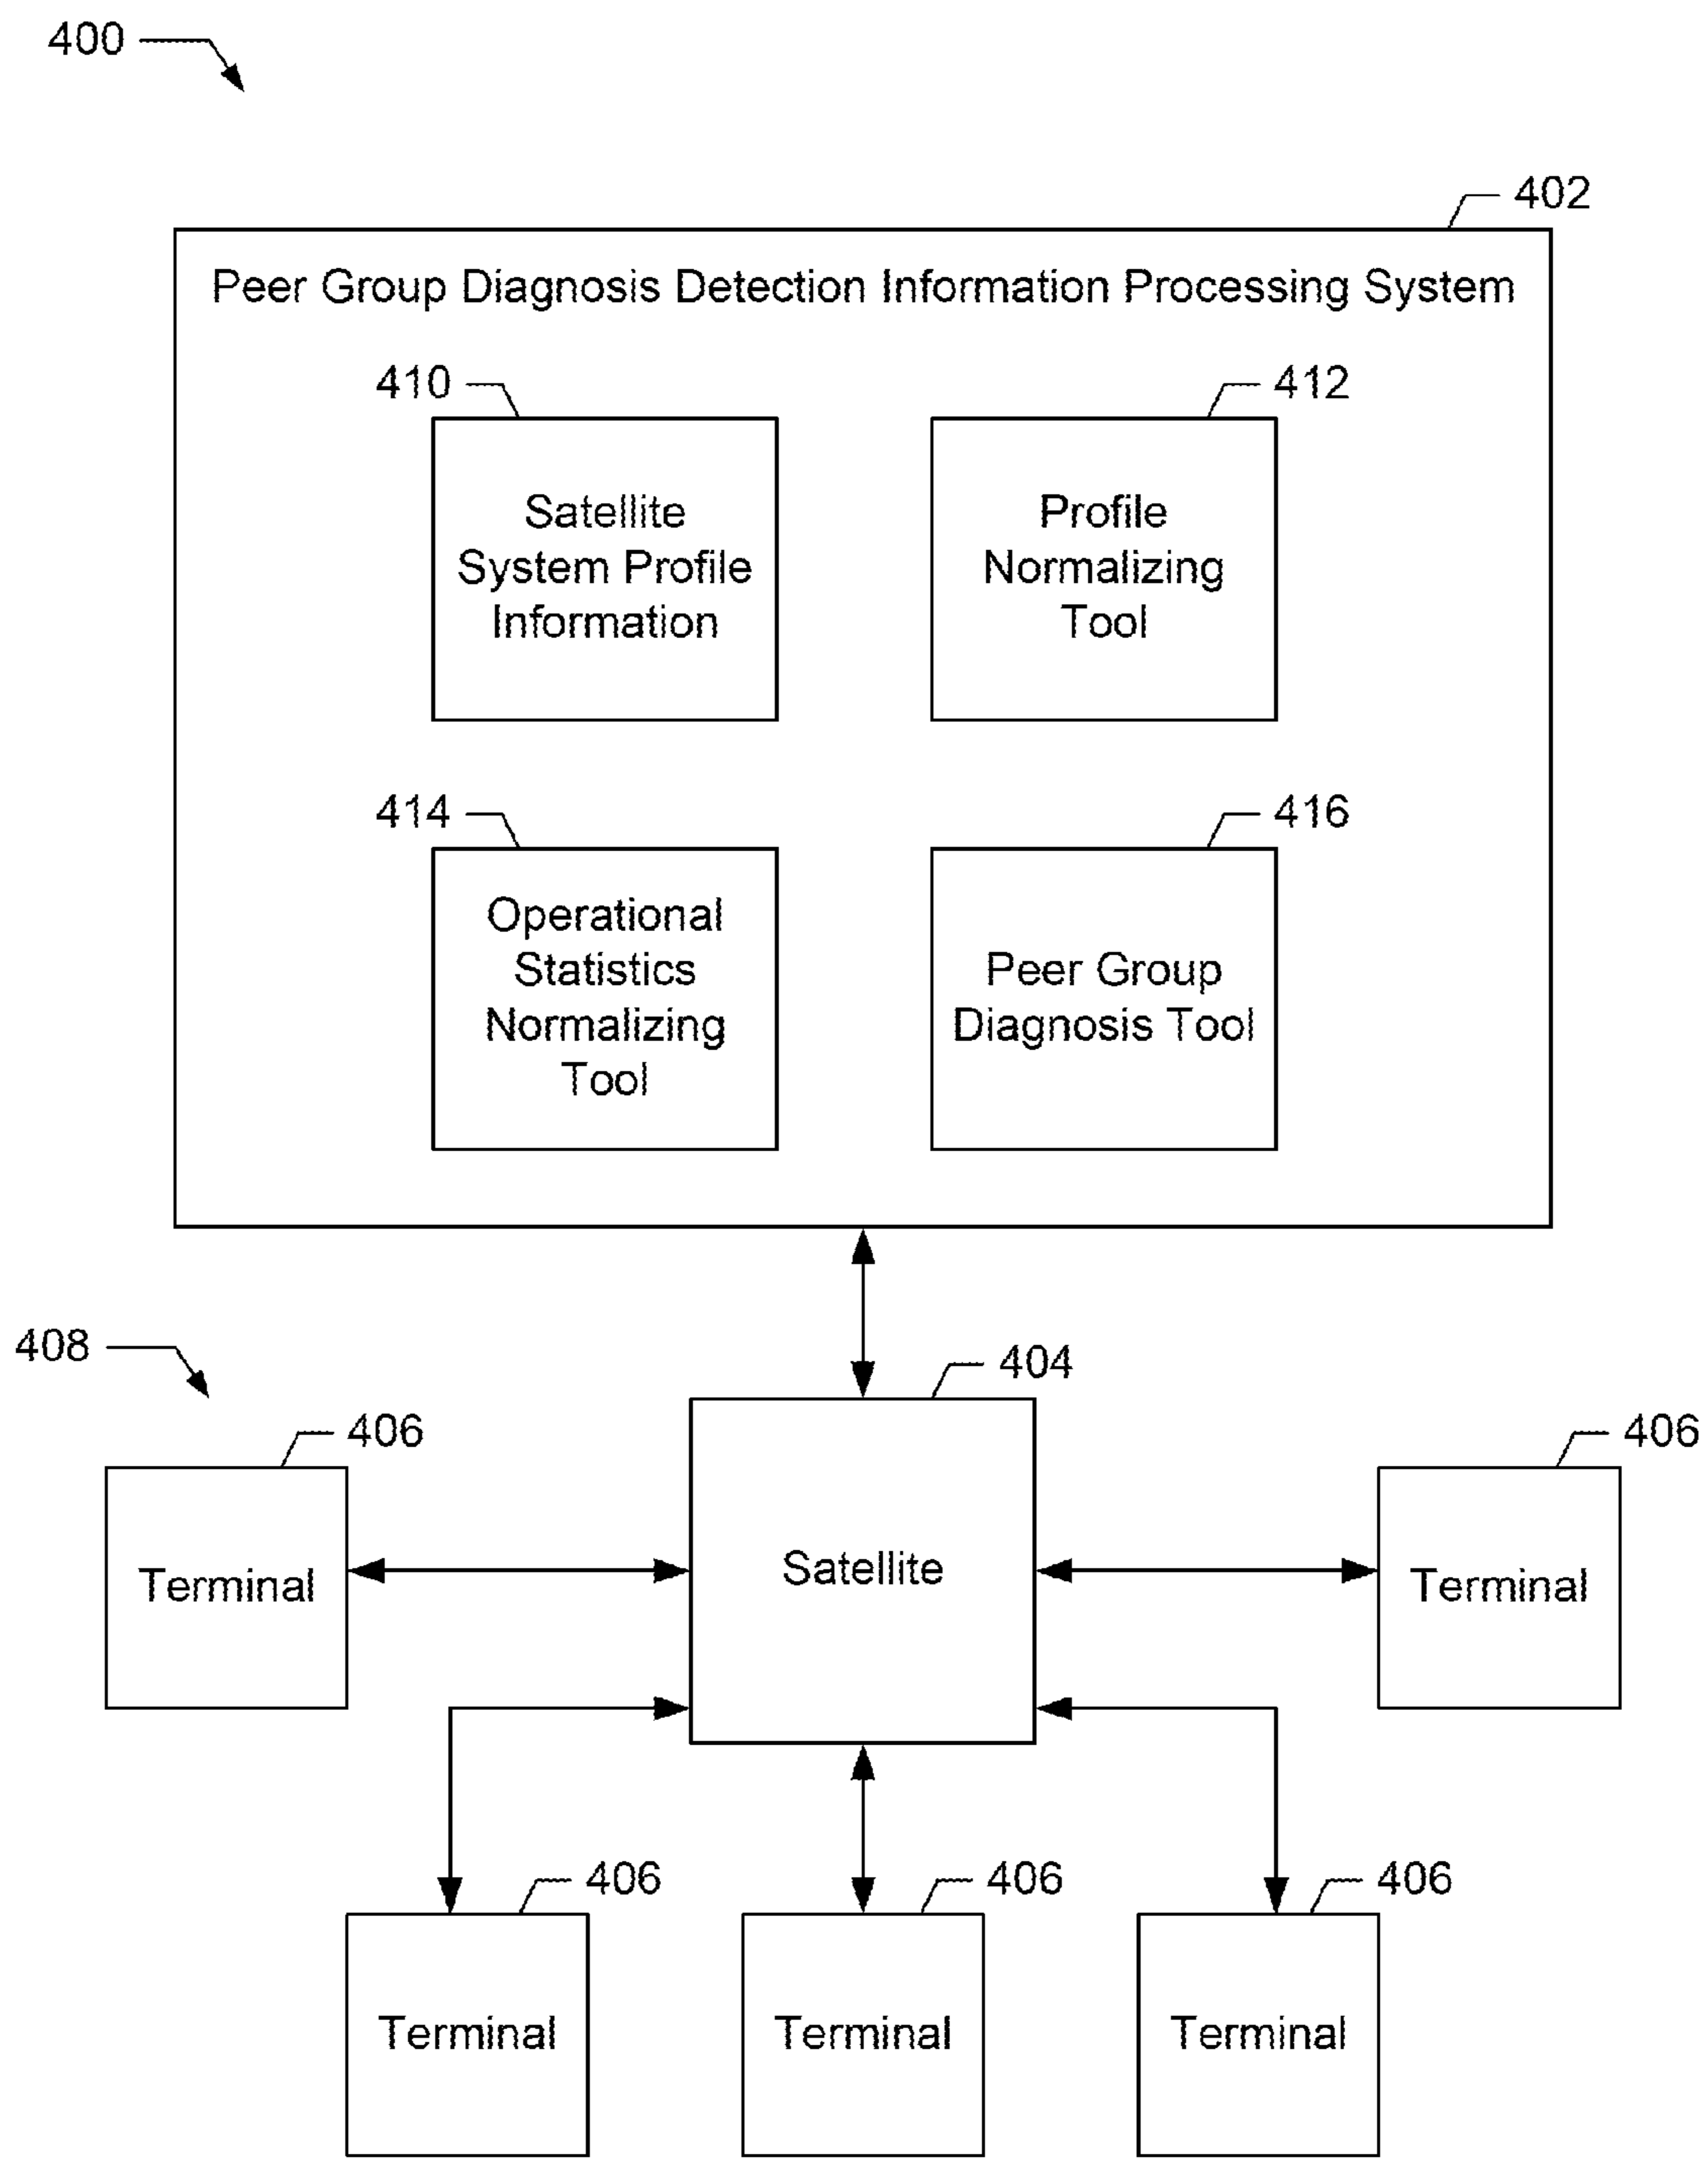 400
402
Peer Group Diagnosis Detection Information Processing System
410
412
Satellite
System Profile
Information
Profile
Normalizing
Tool
414
416
Operational
Statistics
Normalizing
Tool
Peer Group
Diagnosis Tool
408
404
406
406
Terminal
Satellite
Terminal
406
406
406
Terminal
Terminal
Terminal